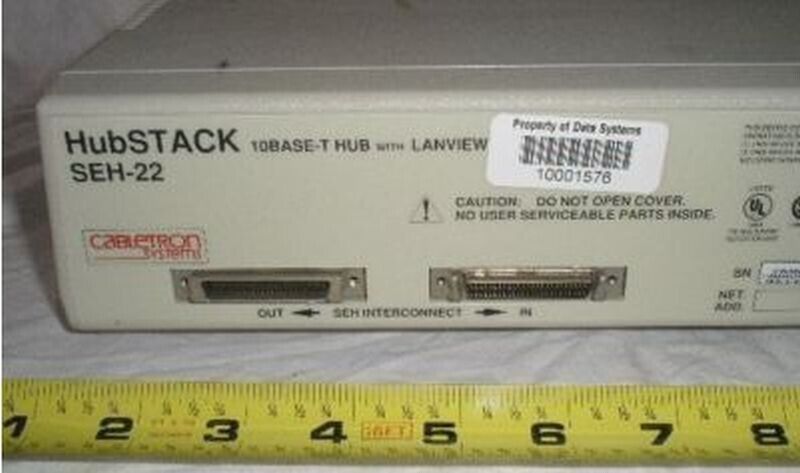 HubSTACK 10BASE-T HUB WITH LANVIEW
SEH-22
Property of Data Systems
10001576
CAUTION: DO NOT OPEN COVER.
NO USER SERVICEABLE PARTS INSIDE.
CABLETRON
systems
UL
LISTED
OUT SEH INTERCONNECT IN
SN
NET.
ADD.
1 2 3 4 5 6 7 8